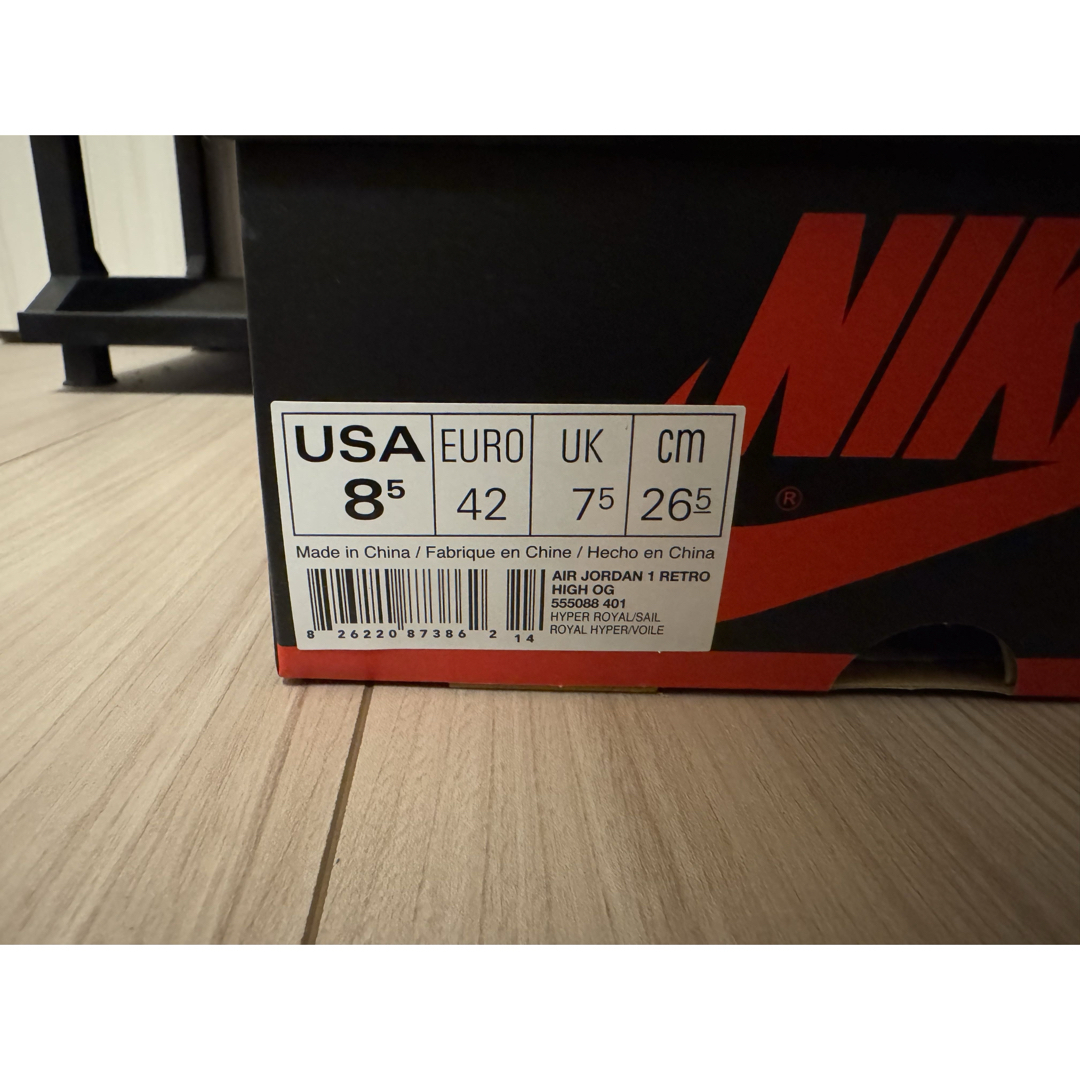 NIK
®
USA EURO UK cm
8⁵ 42 7⁵ 26⁵
Made in China / Fabrique en Chine / Hecho en China
AIR JORDAN 1 RETRO
HIGH OG
555088 401
HYPER ROYAL/SAIL
ROYAL HYPER/VOILE
8 26220 87386 2 14